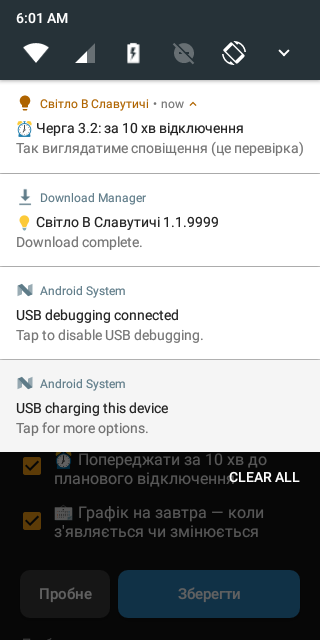 6:01 AM
Світло В Славутичі • now
⏰ Черга 3.2: за 10 хв відключення
Так виглядатиме сповіщення (це перевірка)
Download Manager
💡 Світло В Славутичі 1.1.9999
Download complete.
Android System
USB debugging connected
Tap to disable USB debugging.
Android System
USB charging this device
Tap for more options.
⏰ Попереджати за 10 хв до
планового відключення
CLEAR ALL
📅 Графік на завтра — коли
з'являється чи змінюється
Пробне
Зберегти